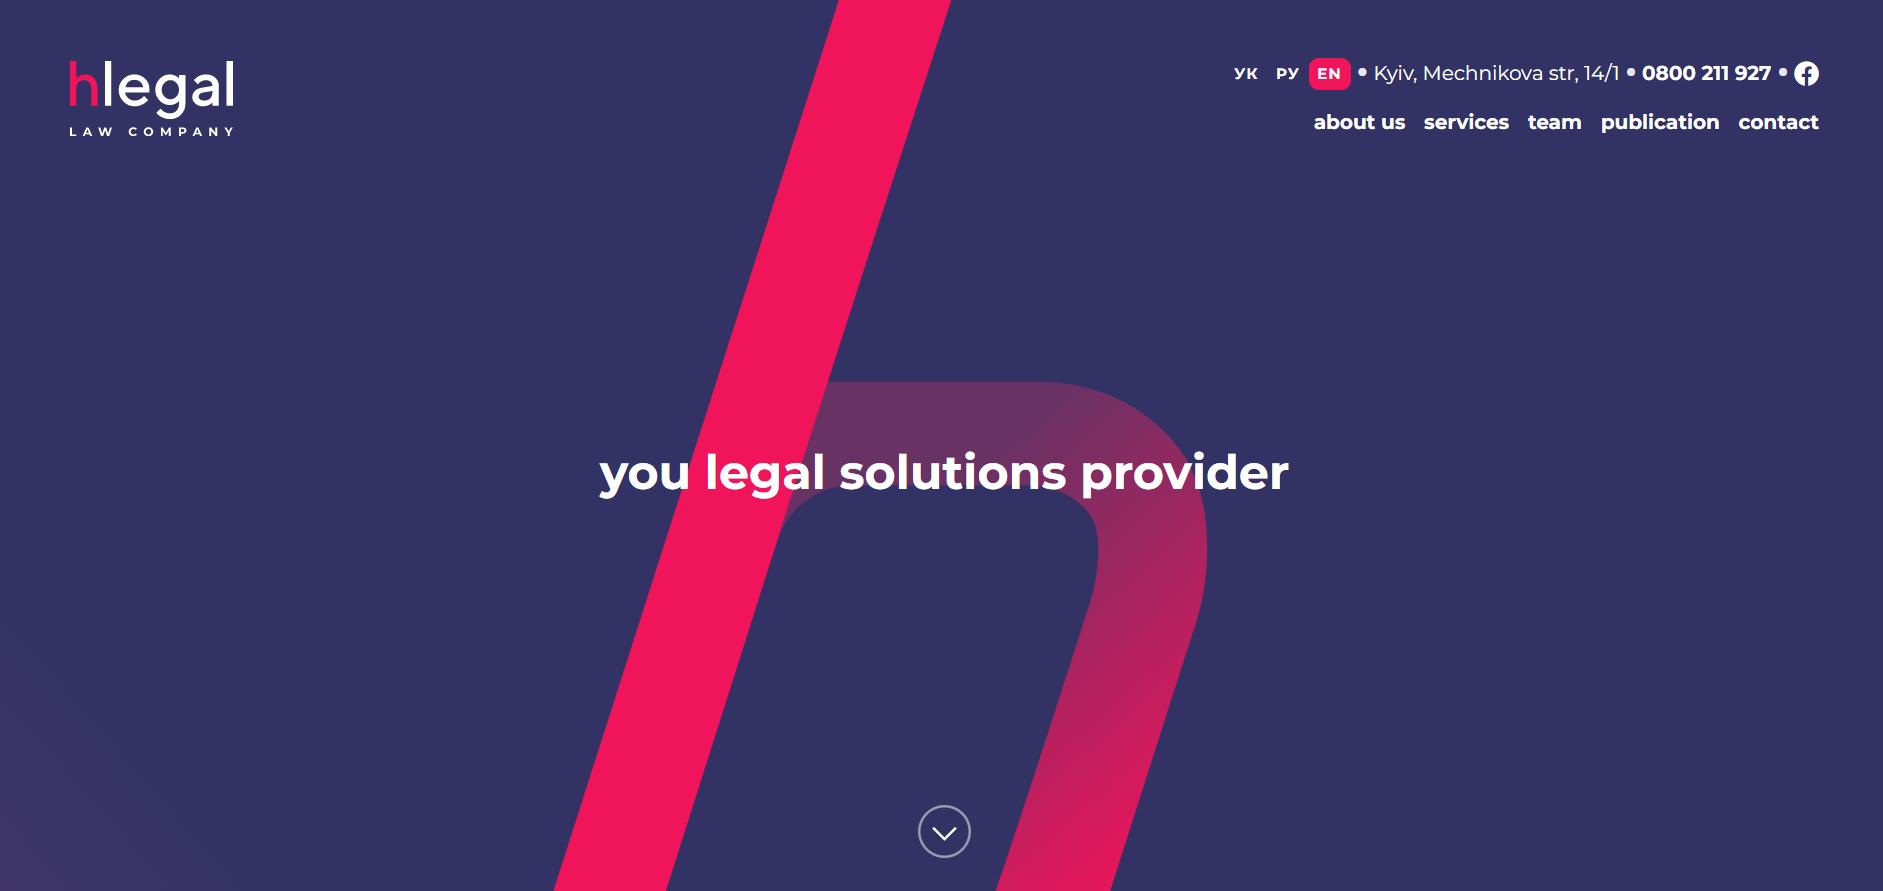 hlegal
LAW COMPANY
УК РУ EN • Kyiv, Mechnikova str, 14/1 • 0800 211 927 •
about us services team publication contact
you legal solutions provider